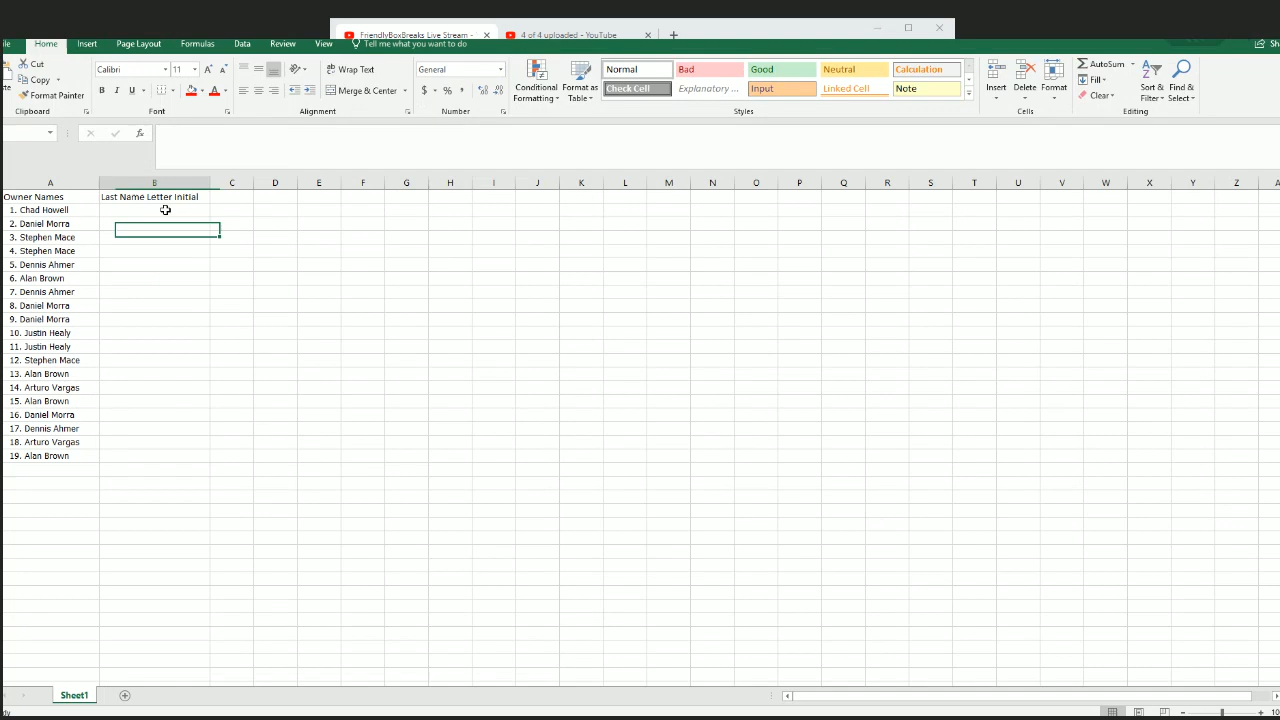 FriendlyBoxBreaks Live Stream -
4 of 4 uploaded - YouTube
Home Insert Page Layout Formulas Data Review View Tell me what you want to do
Cut
Copy
Format Painter
Clipboard
Calibri 11
B I U
Font
Wrap Text
Merge & Center
Alignment
General
$ % ,
Number
Conditional Formatting
Format as Table
Normal Bad Good Neutral Calculation
Check Cell Explanatory ... Input Linked Cell Note
Styles
Insert Delete Format
Cells
AutoSum
Fill
Clear
Sort & Filter
Find & Select
Editing
fx
A B C D E F G H I J K L M N O P Q R S T U V W X Y Z
Owner Names Last Name Letter Initial
1. Chad Howell
2. Daniel Morra
3. Stephen Mace
4. Stephen Mace
5. Dennis Ahmer
6. Alan Brown
7. Dennis Ahmer
8. Daniel Morra
9. Daniel Morra
10. Justin Healy
11. Justin Healy
12. Stephen Mace
13. Alan Brown
14. Arturo Vargas
15. Alan Brown
16. Daniel Morra
17. Dennis Ahmer
18. Arturo Vargas
19. Alan Brown
Sheet1